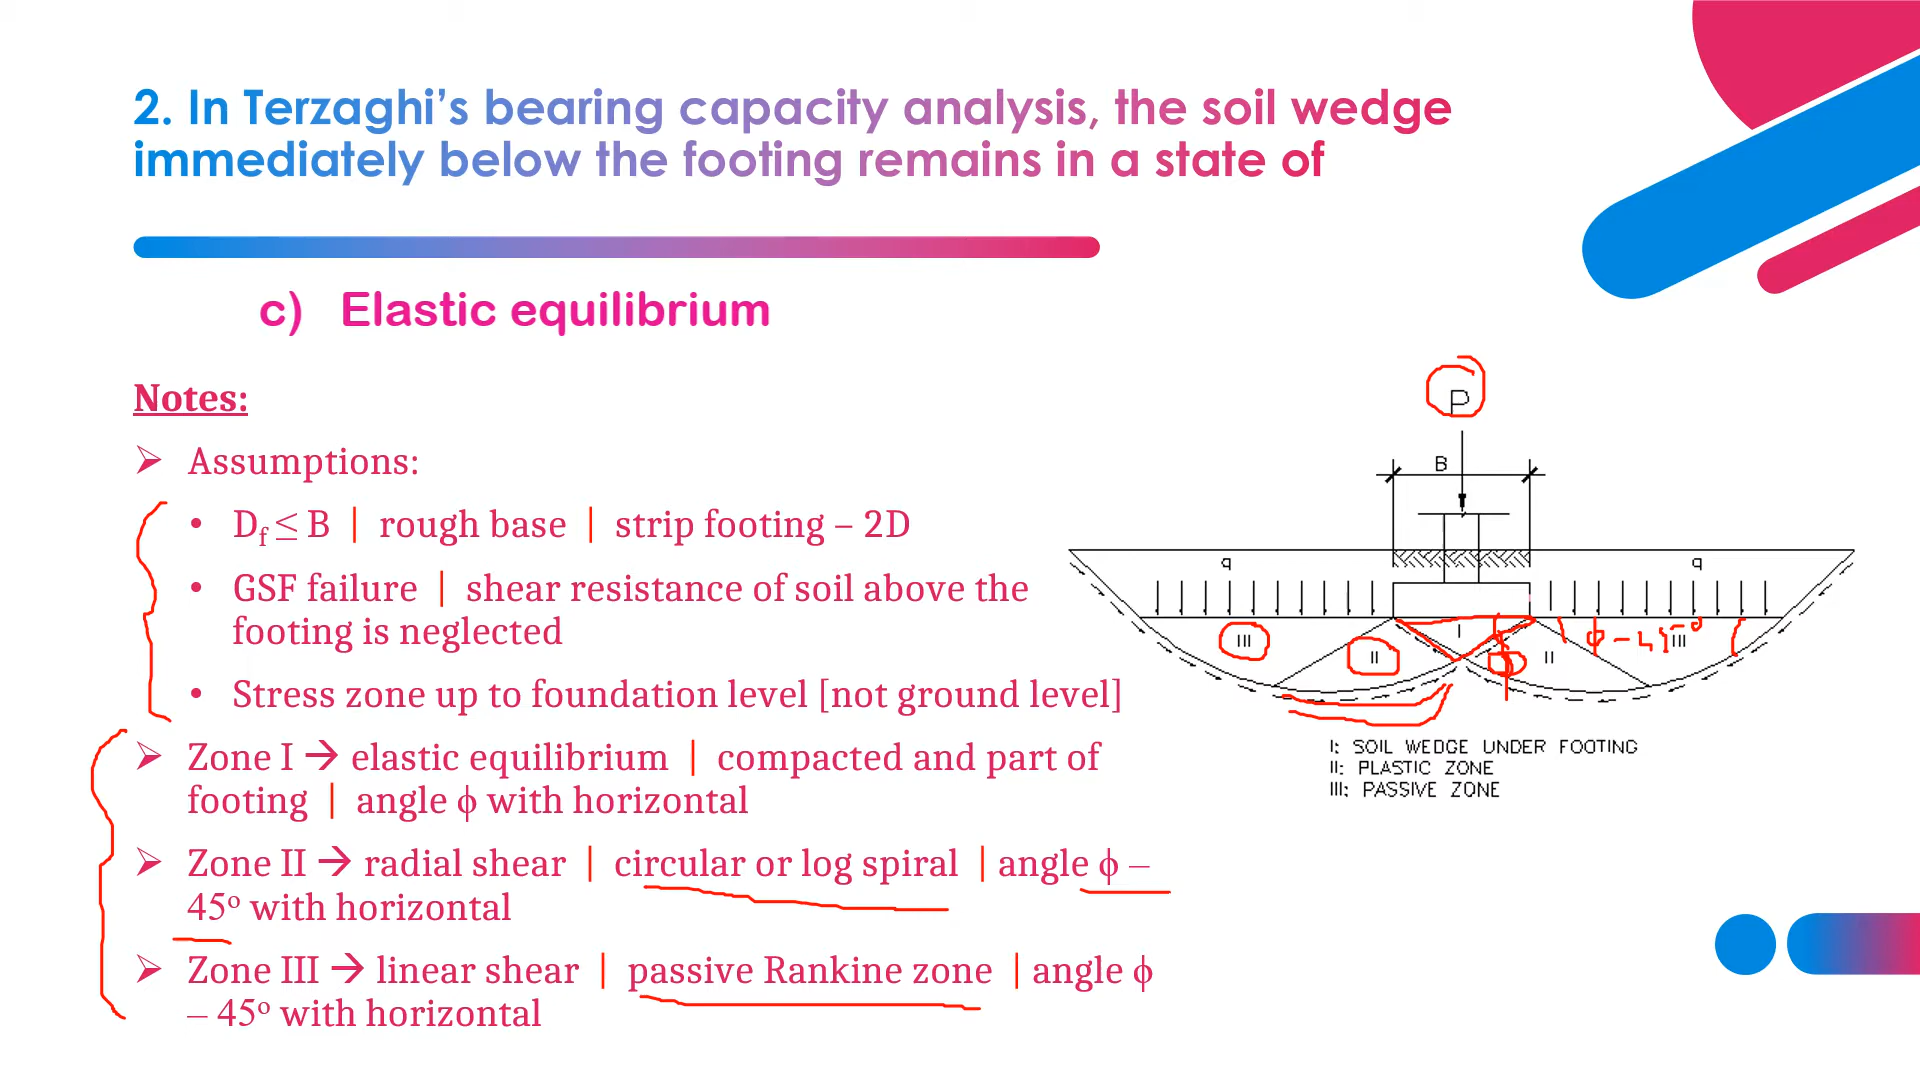 2. In Terzaghi's bearing capacity analysis, the soil wedge
immediately below the footing remains in a state of
c) Elastic equilibrium
Notes:
➢ Assumptions:
• Df ≤ B | rough base | strip footing – 2D
• GSF failure | shear resistance of soil above the
footing is neglected
• Stress zone up to foundation level [not ground level]
➢ Zone I → elastic equilibrium | compacted and part of
footing | angle ϕ with horizontal
➢ Zone II → radial shear | circular or log spiral | angle ϕ –
45º with horizontal
➢ Zone III → linear shear | passive Rankine zone | angle ϕ
– 45º with horizontal
P
B
q q
III II I II III
ϕ ϕ - 45º
I: SOIL WEDGE UNDER FOOTING
II: PLASTIC ZONE
III: PASSIVE ZONE